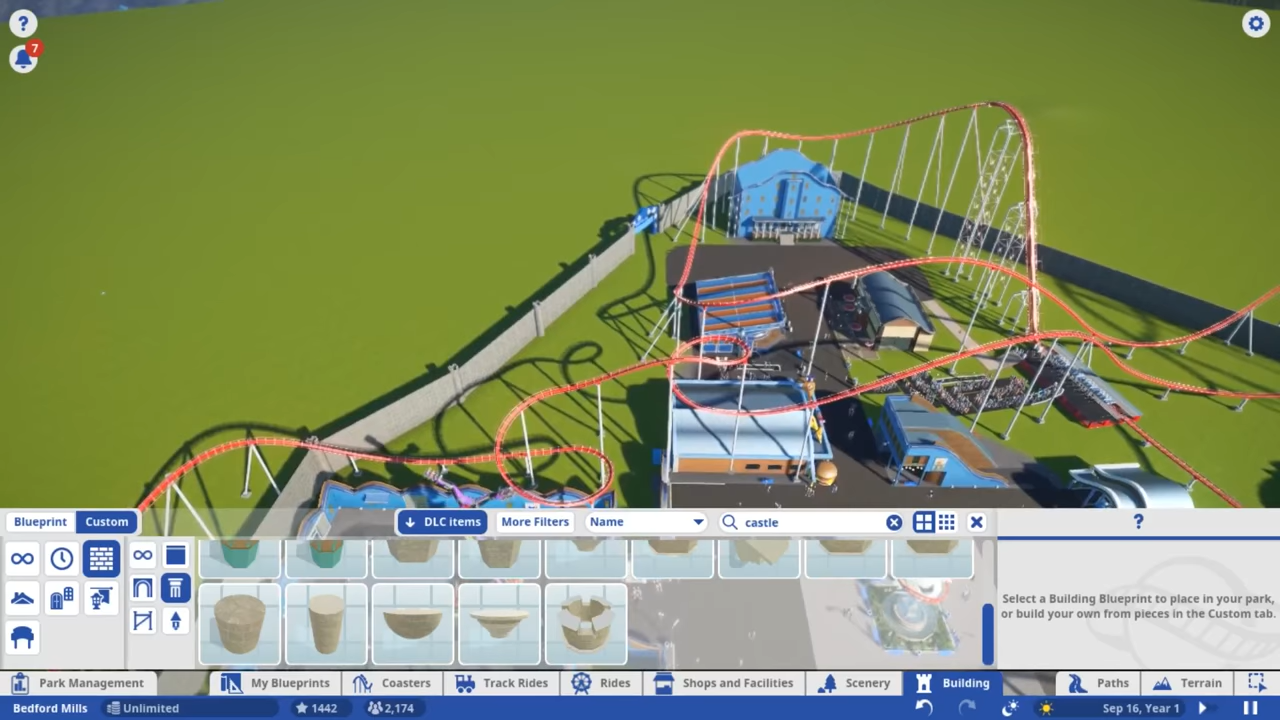 ?
7
Blueprint Custom DLC items More Filters Name castle
?
Select a Building Blueprint to place in your park,
or build your own from pieces in the Custom tab.
Park Management My Blueprints Coasters Track Rides Rides Shops and Facilities Scenery Building Paths Terrain
Bedford Mills Unlimited 1442 2,174 Sep 16, Year 1